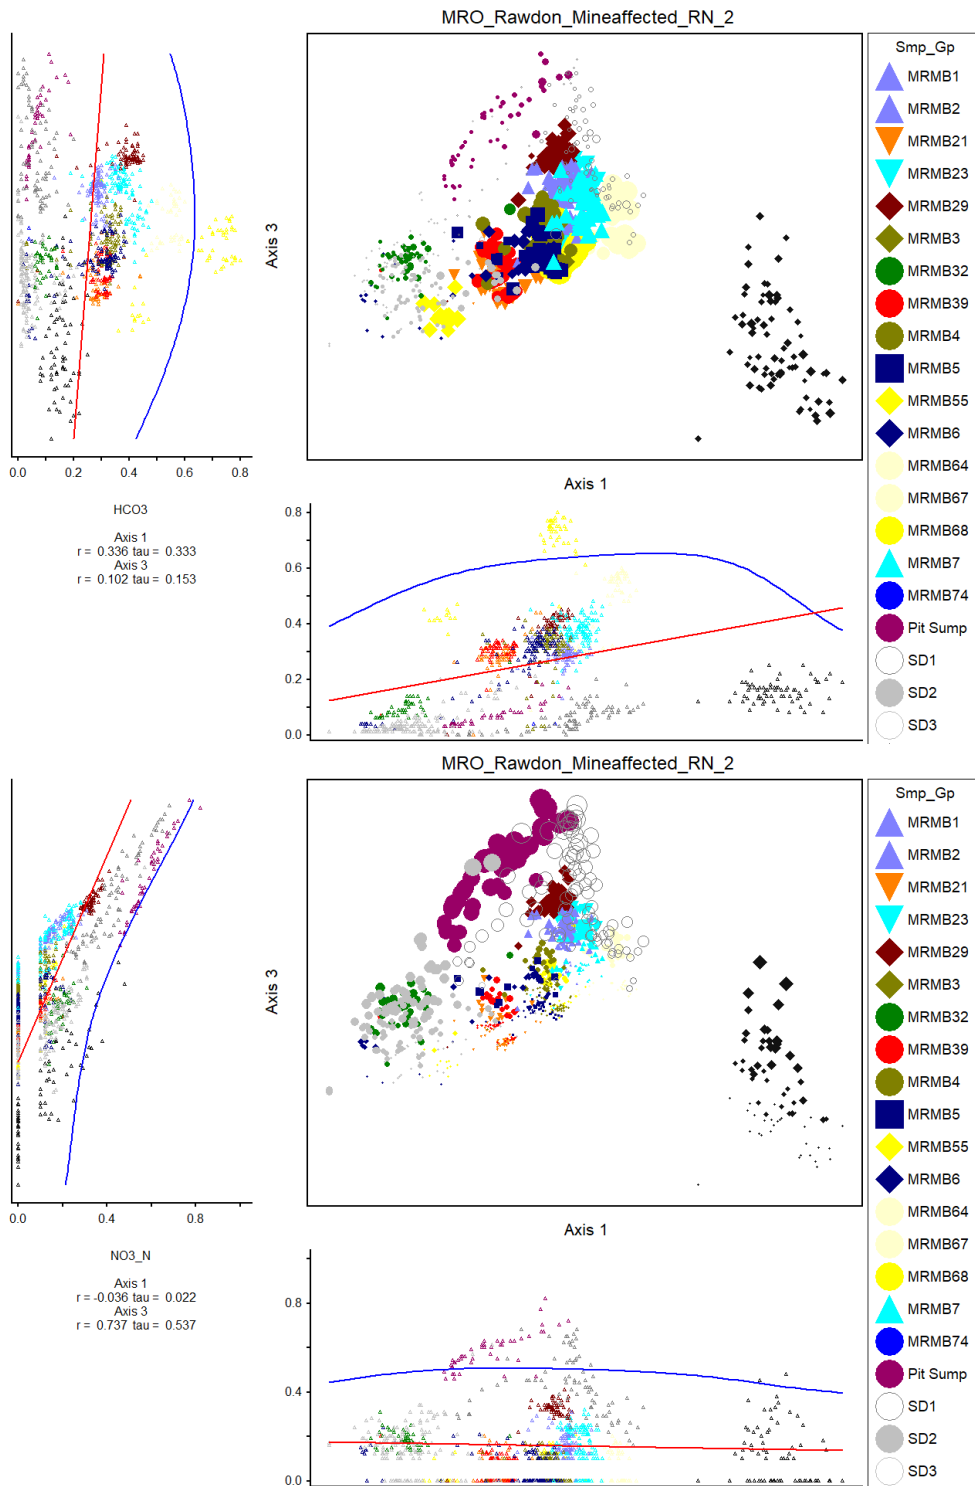 MRO_Rawdon_Mineaffected_RN_2
Axis 3
0.0 0.2 0.4 0.6 0.8
HCO3
Axis 1
r = 0.336 tau = 0.333
Axis 3
r = 0.102 tau = 0.153
Axis 1
0.8
0.6
0.4
0.2
0.0
Smp_Gp
MRMB1
MRMB2
MRMB21
MRMB23
MRMB29
MRMB3
MRMB32
MRMB39
MRMB4
MRMB5
MRMB55
MRMB6
MRMB64
MRMB67
MRMB68
MRMB7
MRMB74
Pit Sump
SD1
SD2
SD3
MRO_Rawdon_Mineaffected_RN_2
Axis 3
0.0 0.4 0.8
NO3_N
Axis 1
r = -0.036 tau = 0.022
Axis 3
r = 0.737 tau = 0.537
Axis 1
0.8
0.4
0.0
Smp_Gp
MRMB1
MRMB2
MRMB21
MRMB23
MRMB29
MRMB3
MRMB32
MRMB39
MRMB4
MRMB5
MRMB55
MRMB6
MRMB64
MRMB67
MRMB68
MRMB7
MRMB74
Pit Sump
SD1
SD2
SD3